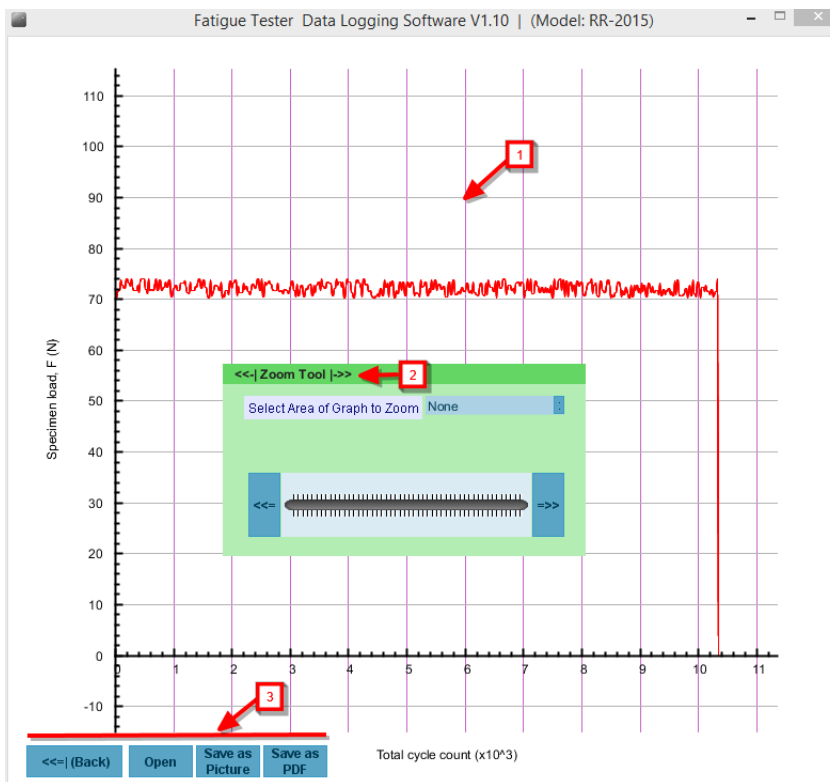 Fatigue Tester Data Logging Software V1.10 | (Model: RR-2015)
110
100
90
80
70
60
50
40
30
20
10
0
-10
Specimen load, F (N)
1
<<-| Zoom Tool |->>
2
Select Area of Graph to Zoom
None
:
<<=
=>>
0 1 2 3 4 5 6 7 8 9 10 11
3
<<=| (Back)
Open
Save as
Picture
Save as
PDF
Total cycle count (x10^3)